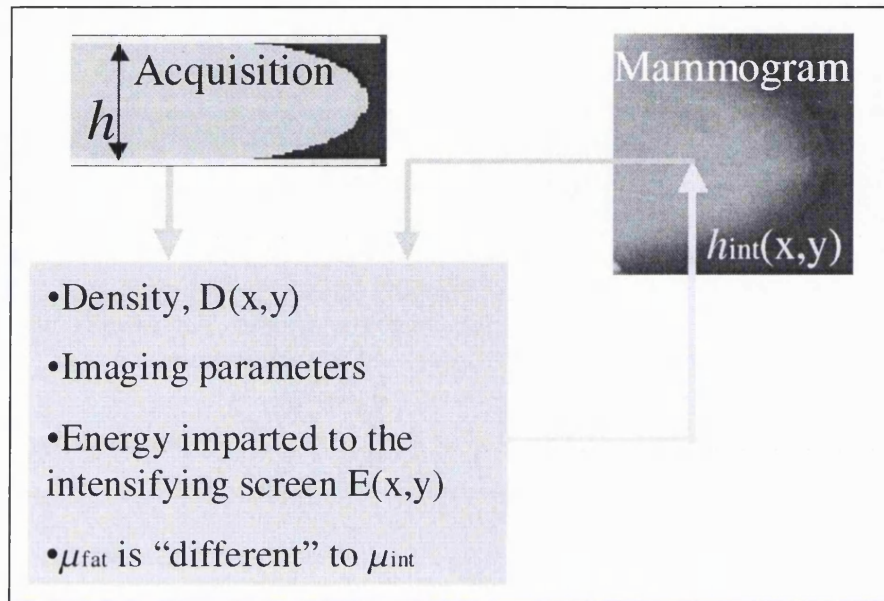 Acquisition
h
Mammogram
hint(x,y)
•Density, D(x,y)
•Imaging parameters
•Energy imparted to the
intensifying screen E(x,y)
•μfat is “different” to μint